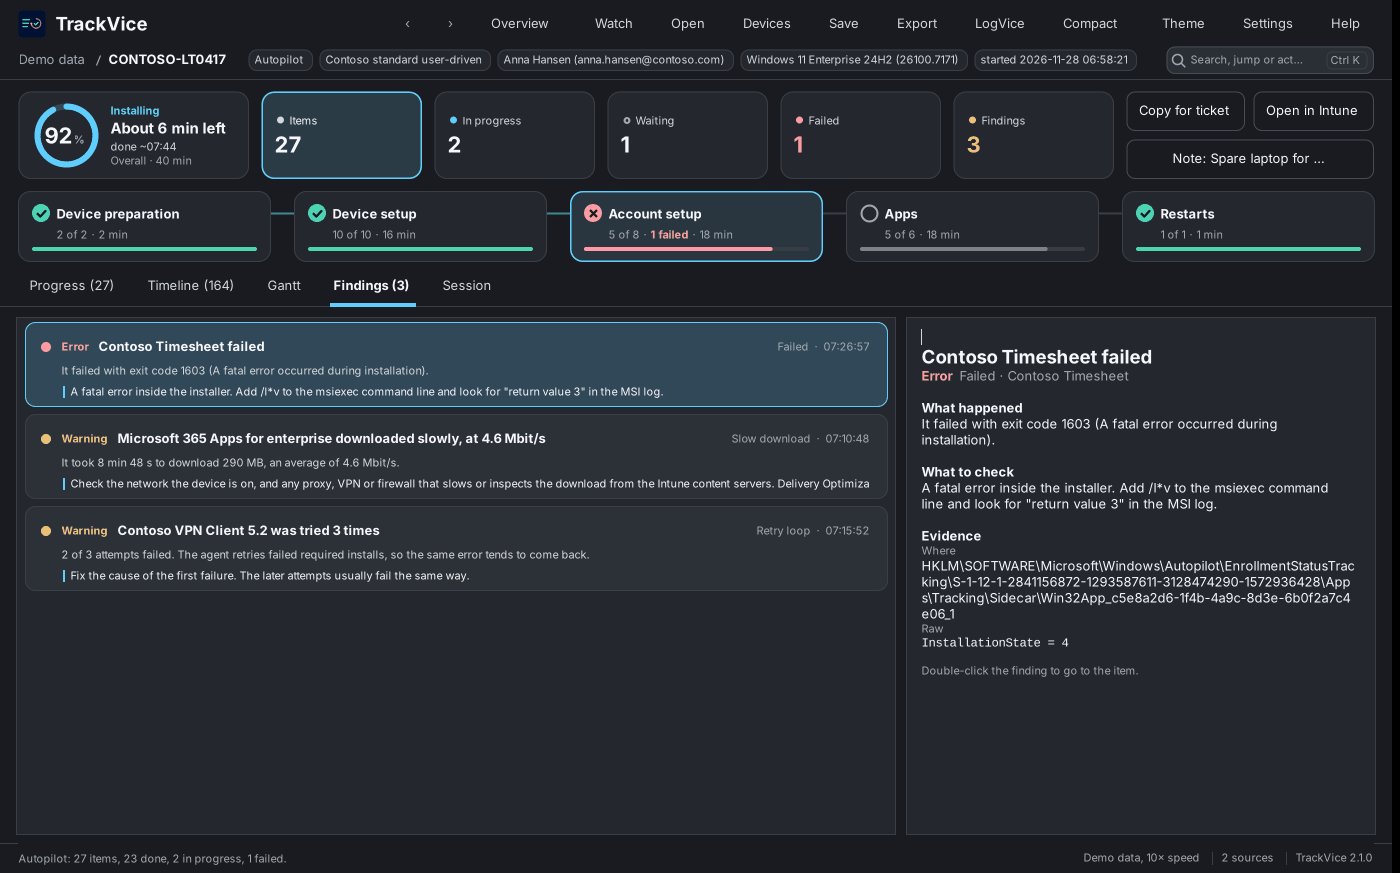 TrackVice
‹ › Overview Watch Open Devices Save Export LogVice Compact Theme Settings Help
Demo data / CONTOSO-LT0417 Autopilot Contoso standard user-driven Anna Hansen (anna.hansen@contoso.com) Windows 11 Enterprise 24H2 (26100.7171) started 2026-11-28 06:58:21 Search, jump or act... Ctrl K
92%
Installing
About 6 min left
done ~07:44
Overall · 40 min
Items
27
In progress
2
Waiting
1
Failed
1
Findings
3
Copy for ticket
Open in Intune
Note: Spare laptop for ...
Device preparation
2 of 2 · 2 min
Device setup
10 of 10 · 16 min
Account setup
5 of 8 · 1 failed · 18 min
Apps
5 of 6 · 18 min
Restarts
1 of 1 · 1 min
Progress (27) Timeline (164) Gantt Findings (3) Session
Error Contoso Timesheet failed Failed · 07:26:57
It failed with exit code 1603 (A fatal error occurred during installation).
A fatal error inside the installer. Add /l*v to the msiexec command line and look for "return value 3" in the MSI log.
Warning Microsoft 365 Apps for enterprise downloaded slowly, at 4.6 Mbit/s Slow download · 07:10:48
It took 8 min 48 s to download 290 MB, an average of 4.6 Mbit/s.
Check the network the device is on, and any proxy, VPN or firewall that slows or inspects the download from the Intune content servers. Delivery Optimiza
Warning Contoso VPN Client 5.2 was tried 3 times Retry loop · 07:15:52
2 of 3 attempts failed. The agent retries failed required installs, so the same error tends to come back.
Fix the cause of the first failure. The later attempts usually fail the same way.
Contoso Timesheet failed
Error Failed · Contoso Timesheet
What happened
It failed with exit code 1603 (A fatal error occurred during
installation).
What to check
A fatal error inside the installer. Add /l*v to the msiexec command
line and look for "return value 3" in the MSI log.
Evidence
Where
HKLM\SOFTWARE\Microsoft\Windows\Autopilot\EnrollmentStatusTrac
king\S-1-12-1-2841156872-1293587611-3128474290-1572936428\App
s\Tracking\Sidecar\Win32App_c5e8a2d6-1f4b-4a9c-8d3e-6b0f2a7c4
e06_1
Raw
InstallationState = 4
Double-click the finding to go to the item.
Autopilot: 27 items, 23 done, 2 in progress, 1 failed.
Demo data, 10× speed 2 sources TrackVice 2.1.0